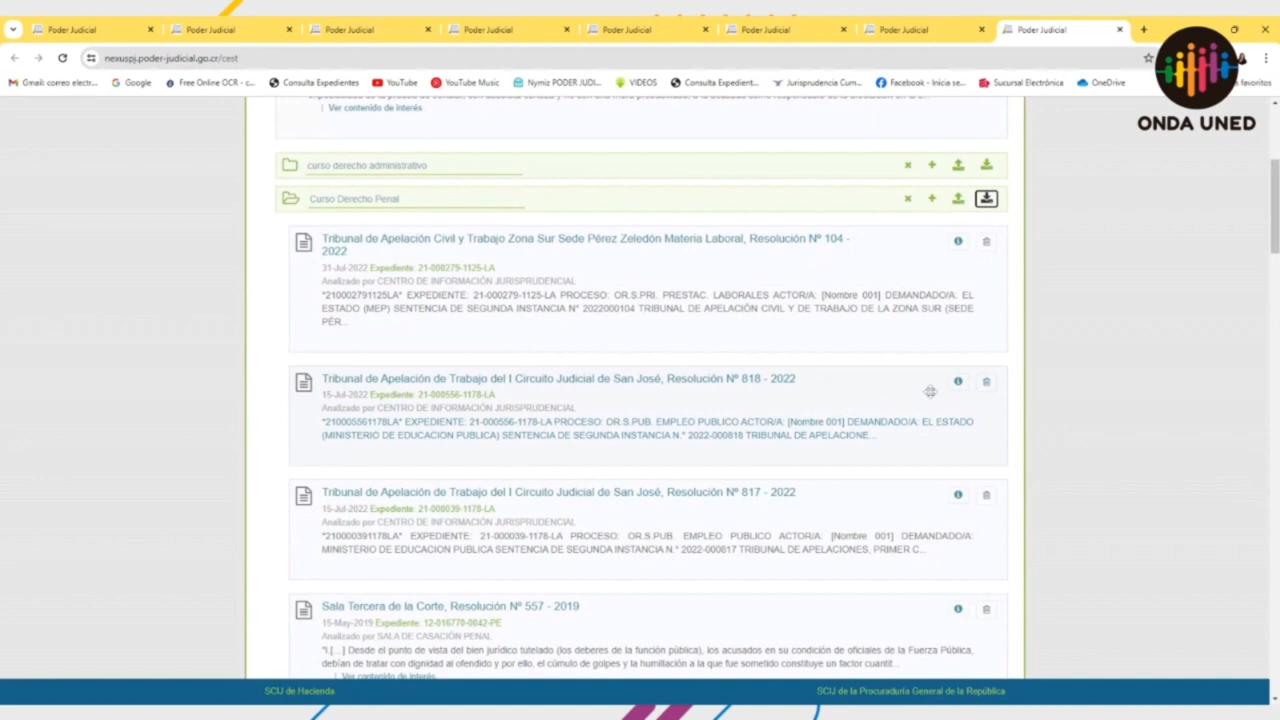 Poder Judicial
Poder Judicial
Poder Judicial
Poder Judicial
Poder Judicial
Poder Judicial
Poder Judicial
Poder Judicial
nexuspj.poder-judicial.go.cr/cest
Gmail: correo electr...
Google
Free Online OCR - c...
Consulta Expedientes
YouTube
YouTube Music
Nymiz PODER JUDI...
VIDEOS
Consulta Expedient...
Jurisprudencia Cum...
Facebook - Inicia se...
Sucursal Electrónica
OneDrive
favoritos
ONDA UNED
Ver contenido de interés
curso derecho administrativo
Curso Derecho Penal
Tribunal de Apelación Civil y Trabajo Zona Sur Sede Pérez Zeledón Materia Laboral, Resolución Nº 104 -
2022
31-Jul-2022 Expediente: 21-000279-1125-LA
Analizado por CENTRO DE INFORMACIÓN JURISPRUDENCIAL
*210002791125LA* EXPEDIENTE: 21-000279-1125-LA PROCESO: OR.S.PRI. PRESTAC. LABORALES ACTOR/A: [Nombre 001] DEMANDADO/A: EL
ESTADO (MEP) SENTENCIA DE SEGUNDA INSTANCIA Nº 2022000104 TRIBUNAL DE APELACIÓN CIVIL Y DE TRABAJO DE LA ZONA SUR (SEDE
PÉR...
Tribunal de Apelación de Trabajo del I Circuito Judicial de San José, Resolución Nº 818 - 2022
15-Jul-2022 Expediente: 21-000556-1178-LA
Analizado por CENTRO DE INFORMACIÓN JURISPRUDENCIAL
*210005561178LA* EXPEDIENTE: 21-000556-1178-LA PROCESO: OR.S.PUB. EMPLEO PUBLICO ACTOR/A: [Nombre 001] DEMANDADO/A: EL ESTADO
(MINISTERIO DE EDUCACION PUBLICA) SENTENCIA DE SEGUNDA INSTANCIA N.° 2022-000818 TRIBUNAL DE APELACIONE...
Tribunal de Apelación de Trabajo del I Circuito Judicial de San José, Resolución Nº 817 - 2022
15-Jul-2022 Expediente: 21-000039-1178-LA
Analizado por CENTRO DE INFORMACIÓN JURISPRUDENCIAL
*210000391178LA* EXPEDIENTE: 21-000039-1178-LA PROCESO: OR.S.PUB. EMPLEO PUBLICO ACTOR/A: [Nombre 001] DEMANDADO/A:
MINISTERIO DE EDUCACION PUBLICA SENTENCIA DE SEGUNDA INSTANCIA N.° 2022-000817 TRIBUNAL DE APELACIONES, PRIMER C...
Sala Tercera de la Corte, Resolución Nº 557 - 2019
15-May-2019 Expediente: 12-016770-0042-PE
Analizado por SALA DE CASACIÓN PENAL
"I.[...] Desde el punto de vista del bien jurídico tutelado (los deberes de la función pública), los acusados en su condición de oficiales de la Fuerza Pública,
debían de tratar con dignidad al ofendido y por ello, el cúmulo de golpes y la humillación a la que fue sometido constituye un factor cuantit...
Ver contenido de interés
SCIJ de Hacienda
SCIJ de la Procuraduría General de la República